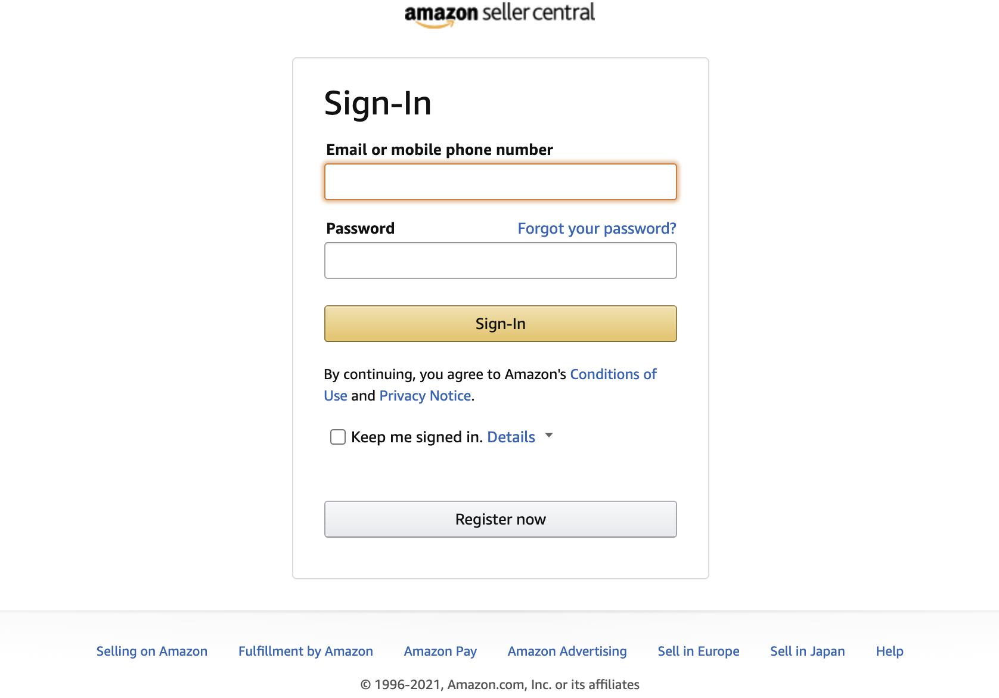 amazon seller central
Sign-In
Email or mobile phone number
Password Forgot your password?
Sign-In
By continuing, you agree to Amazon's Conditions of
Use and Privacy Notice.
Keep me signed in. Details
Register now
Selling on Amazon Fulfillment by Amazon Amazon Pay Amazon Advertising Sell in Europe Sell in Japan Help
© 1996-2021, Amazon.com, Inc. or its affiliates